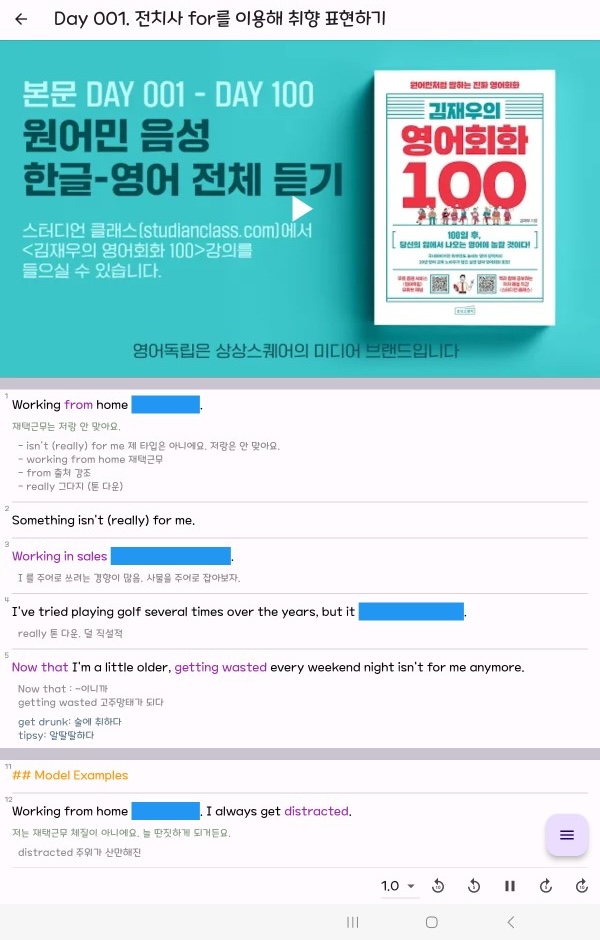 Day 001. 전치사 for를 이용해 취향 표현하기
본문 DAY 001 - DAY 100
원어민 음성
한글-영어 전체 듣기
스터디언 클래스(studianclass.com)에서
<김재우의 영어회화 100>강의를
들으실 수 있습니다.
원어민처럼 말하는 진짜 영어회화
김재우의
영어회화
100
100일 후,
당신의 입에서 나오는 영어에 놀랄 것이다!
영어독립은 상상스퀘어의 미디어 브랜드입니다
1
Working from home .
재택근무는 저랑 안 맞아요.
- isn't (really) for me 제 타입은 아니에요. 저랑은 안 맞아요.
- working from home 재택근무
- from 출처 강조
- really 그다지 (톤 다운)
2
Something isn't (really) for me.
3
Working in sales .
I 를 주어로 쓰려는 경향이 많음. 사물을 주어로 잡아보자.
4
I've tried playing golf several times over the years, but it .
really 톤 다운. 덜 직설적
5
Now that I'm a little older, getting wasted every weekend night isn't for me anymore.
Now that : ~이니까
getting wasted 고주망태가 되다
get drunk: 술에 취하다
tipsy: 알딸딸하다
11
## Model Examples
12
Working from home . I always get distracted.
저는 재택근무 체질이 아니에요. 늘 딴짓하게 되거든요.
distracted 주위가 산만해진
1.0